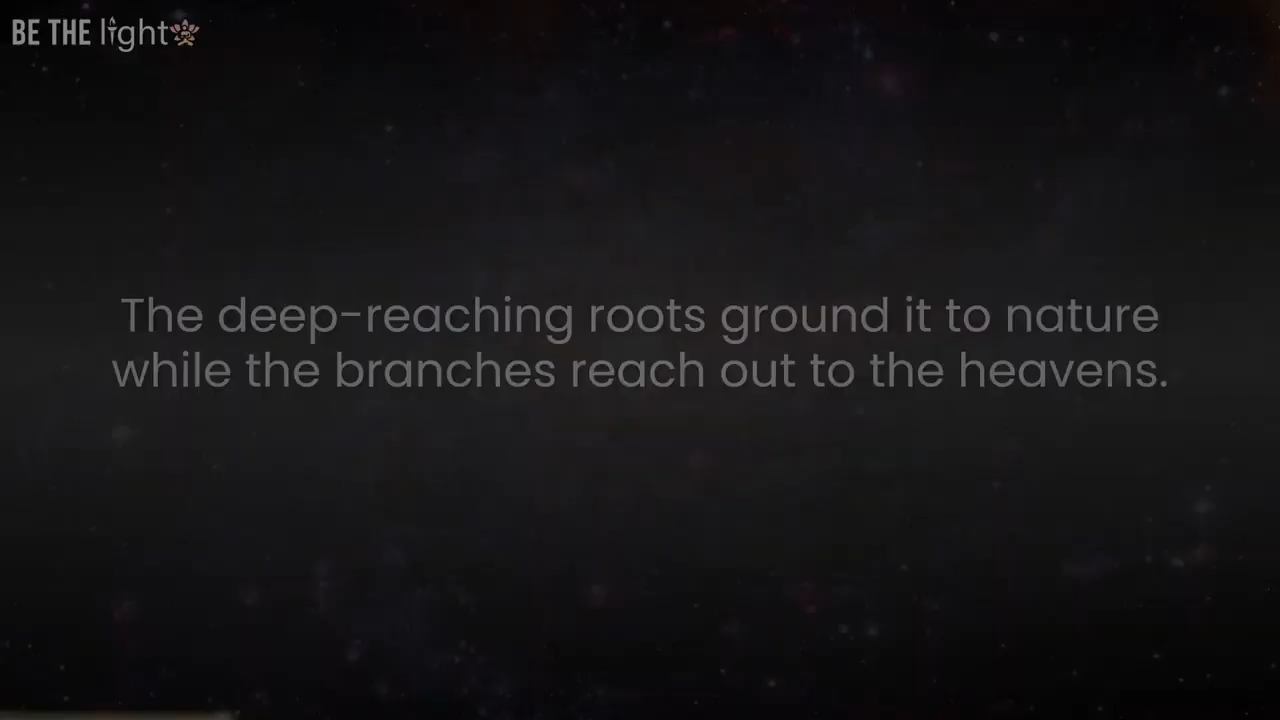 BE THE light
The deep-reaching roots ground it to nature
while the branches reach out to the heavens.